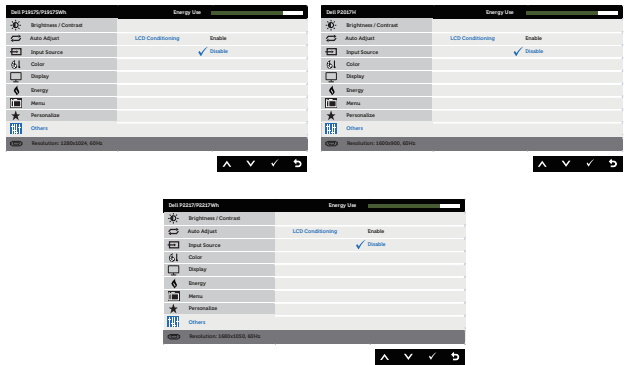 Dell P1917S/P1917SWh
Energy Use
Brightness / Contrast
Auto Adjust
LCD Conditioning
Enable
Input Source
Disable
Color
Display
Energy
Menu
Personalize
Others
Resolution: 1280x1024, 60Hz
Dell P2017H
Energy Use
Brightness / Contrast
Auto Adjust
LCD Conditioning
Enable
Input Source
Disable
Color
Display
Energy
Menu
Personalize
Others
Resolution: 1600x900, 60Hz
Dell P2217/P2217Wh
Energy Use
Brightness / Contrast
Auto Adjust
LCD Conditioning
Enable
Input Source
Disable
Color
Display
Energy
Menu
Personalize
Others
Resolution: 1680x1050, 60Hz